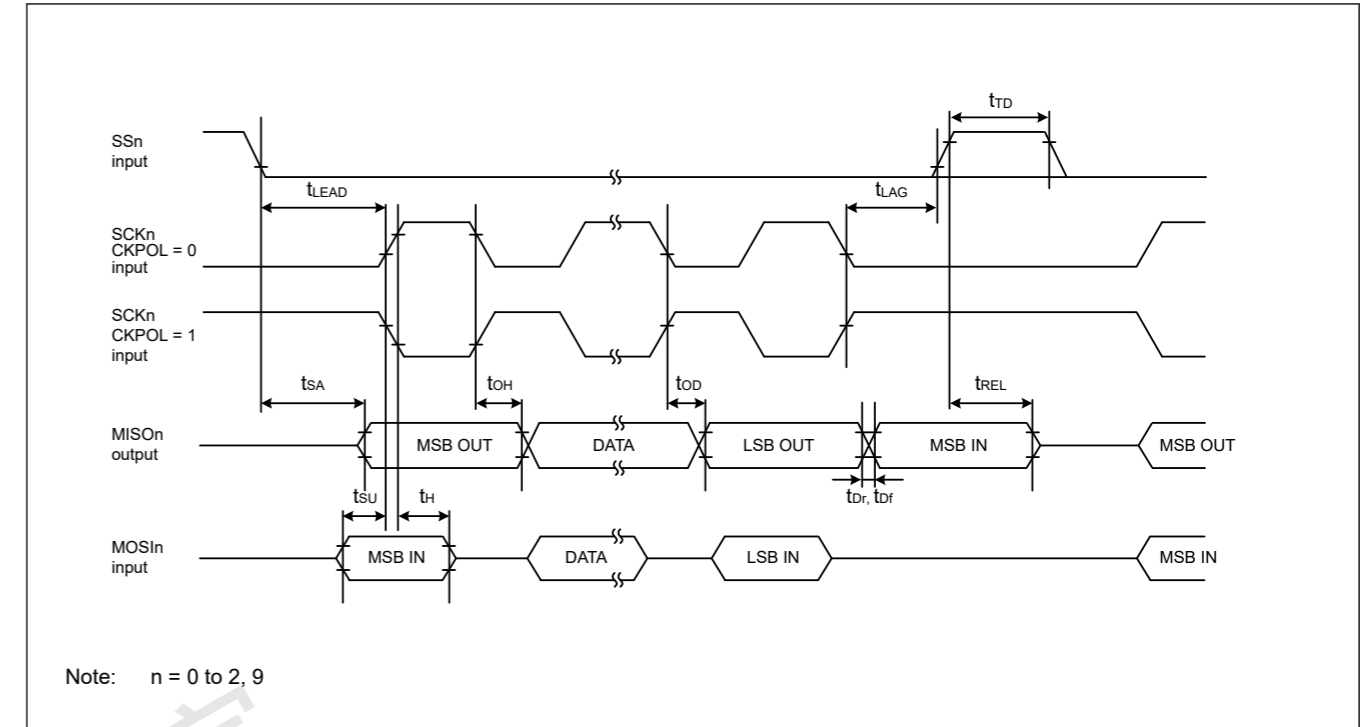 tTD
SSn
input
tLEAD
tLAG
SCKn
CKPOL = 0
input
SCKn
CKPOL = 1
input
tSA
tOH
tOD
tREL
MISOn
output
MSB OUT
DATA
LSB OUT
MSB IN
MSB OUT
tSU
tH
tDr, tDf
MOSIn
input
MSB IN
DATA
LSB IN
MSB IN
Note: n = 0 to 2, 9